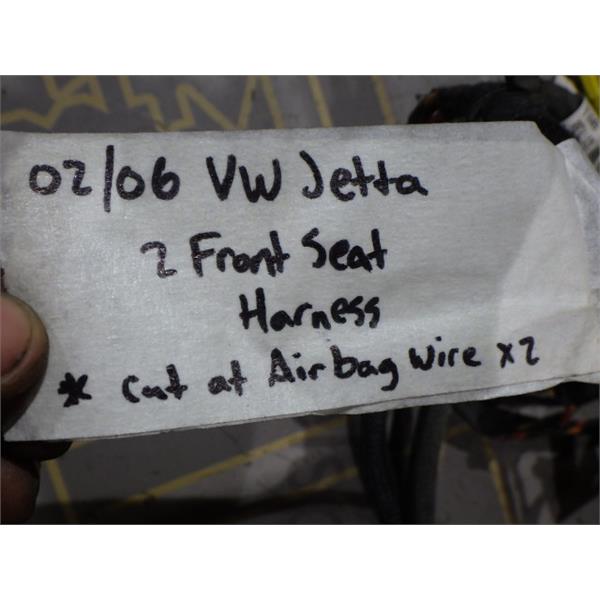 02/06 VW Jetta
2 Front Seat
Harness
* Cut at Airbag Wire x2